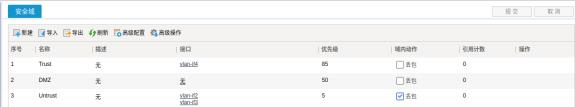 安全域
提 交 取 消
新建 导入 导出 刷新 高级配置 高级操作
序号 名称 描述 接口 优先级 域内动作 引用计数 操作
1 Trust 无 vlan-if4 85 丢包 0
2 DMZ 无 无 50 丢包 0
3 Untrust 无 vlan-if2 5 丢包 0
vlan-if3